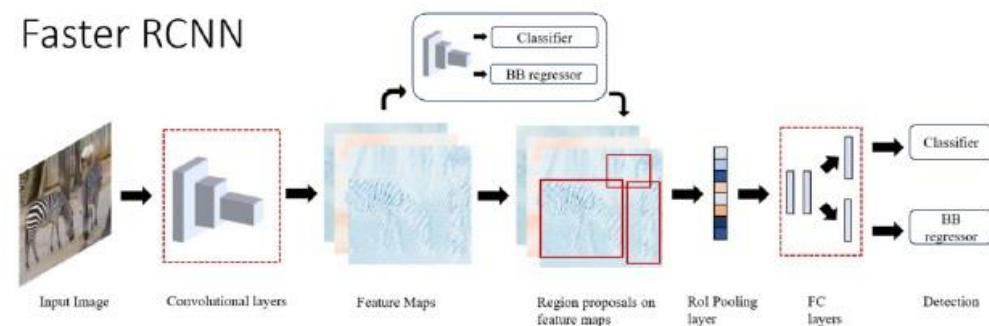 Faster RCNN
Classifier
BB regressor
Classifier
BB
regressor
Input Image
Convolutional layers
Feature Maps
Region proposals on
feature maps
RoI Pooling
layer
FC
layers
Detection